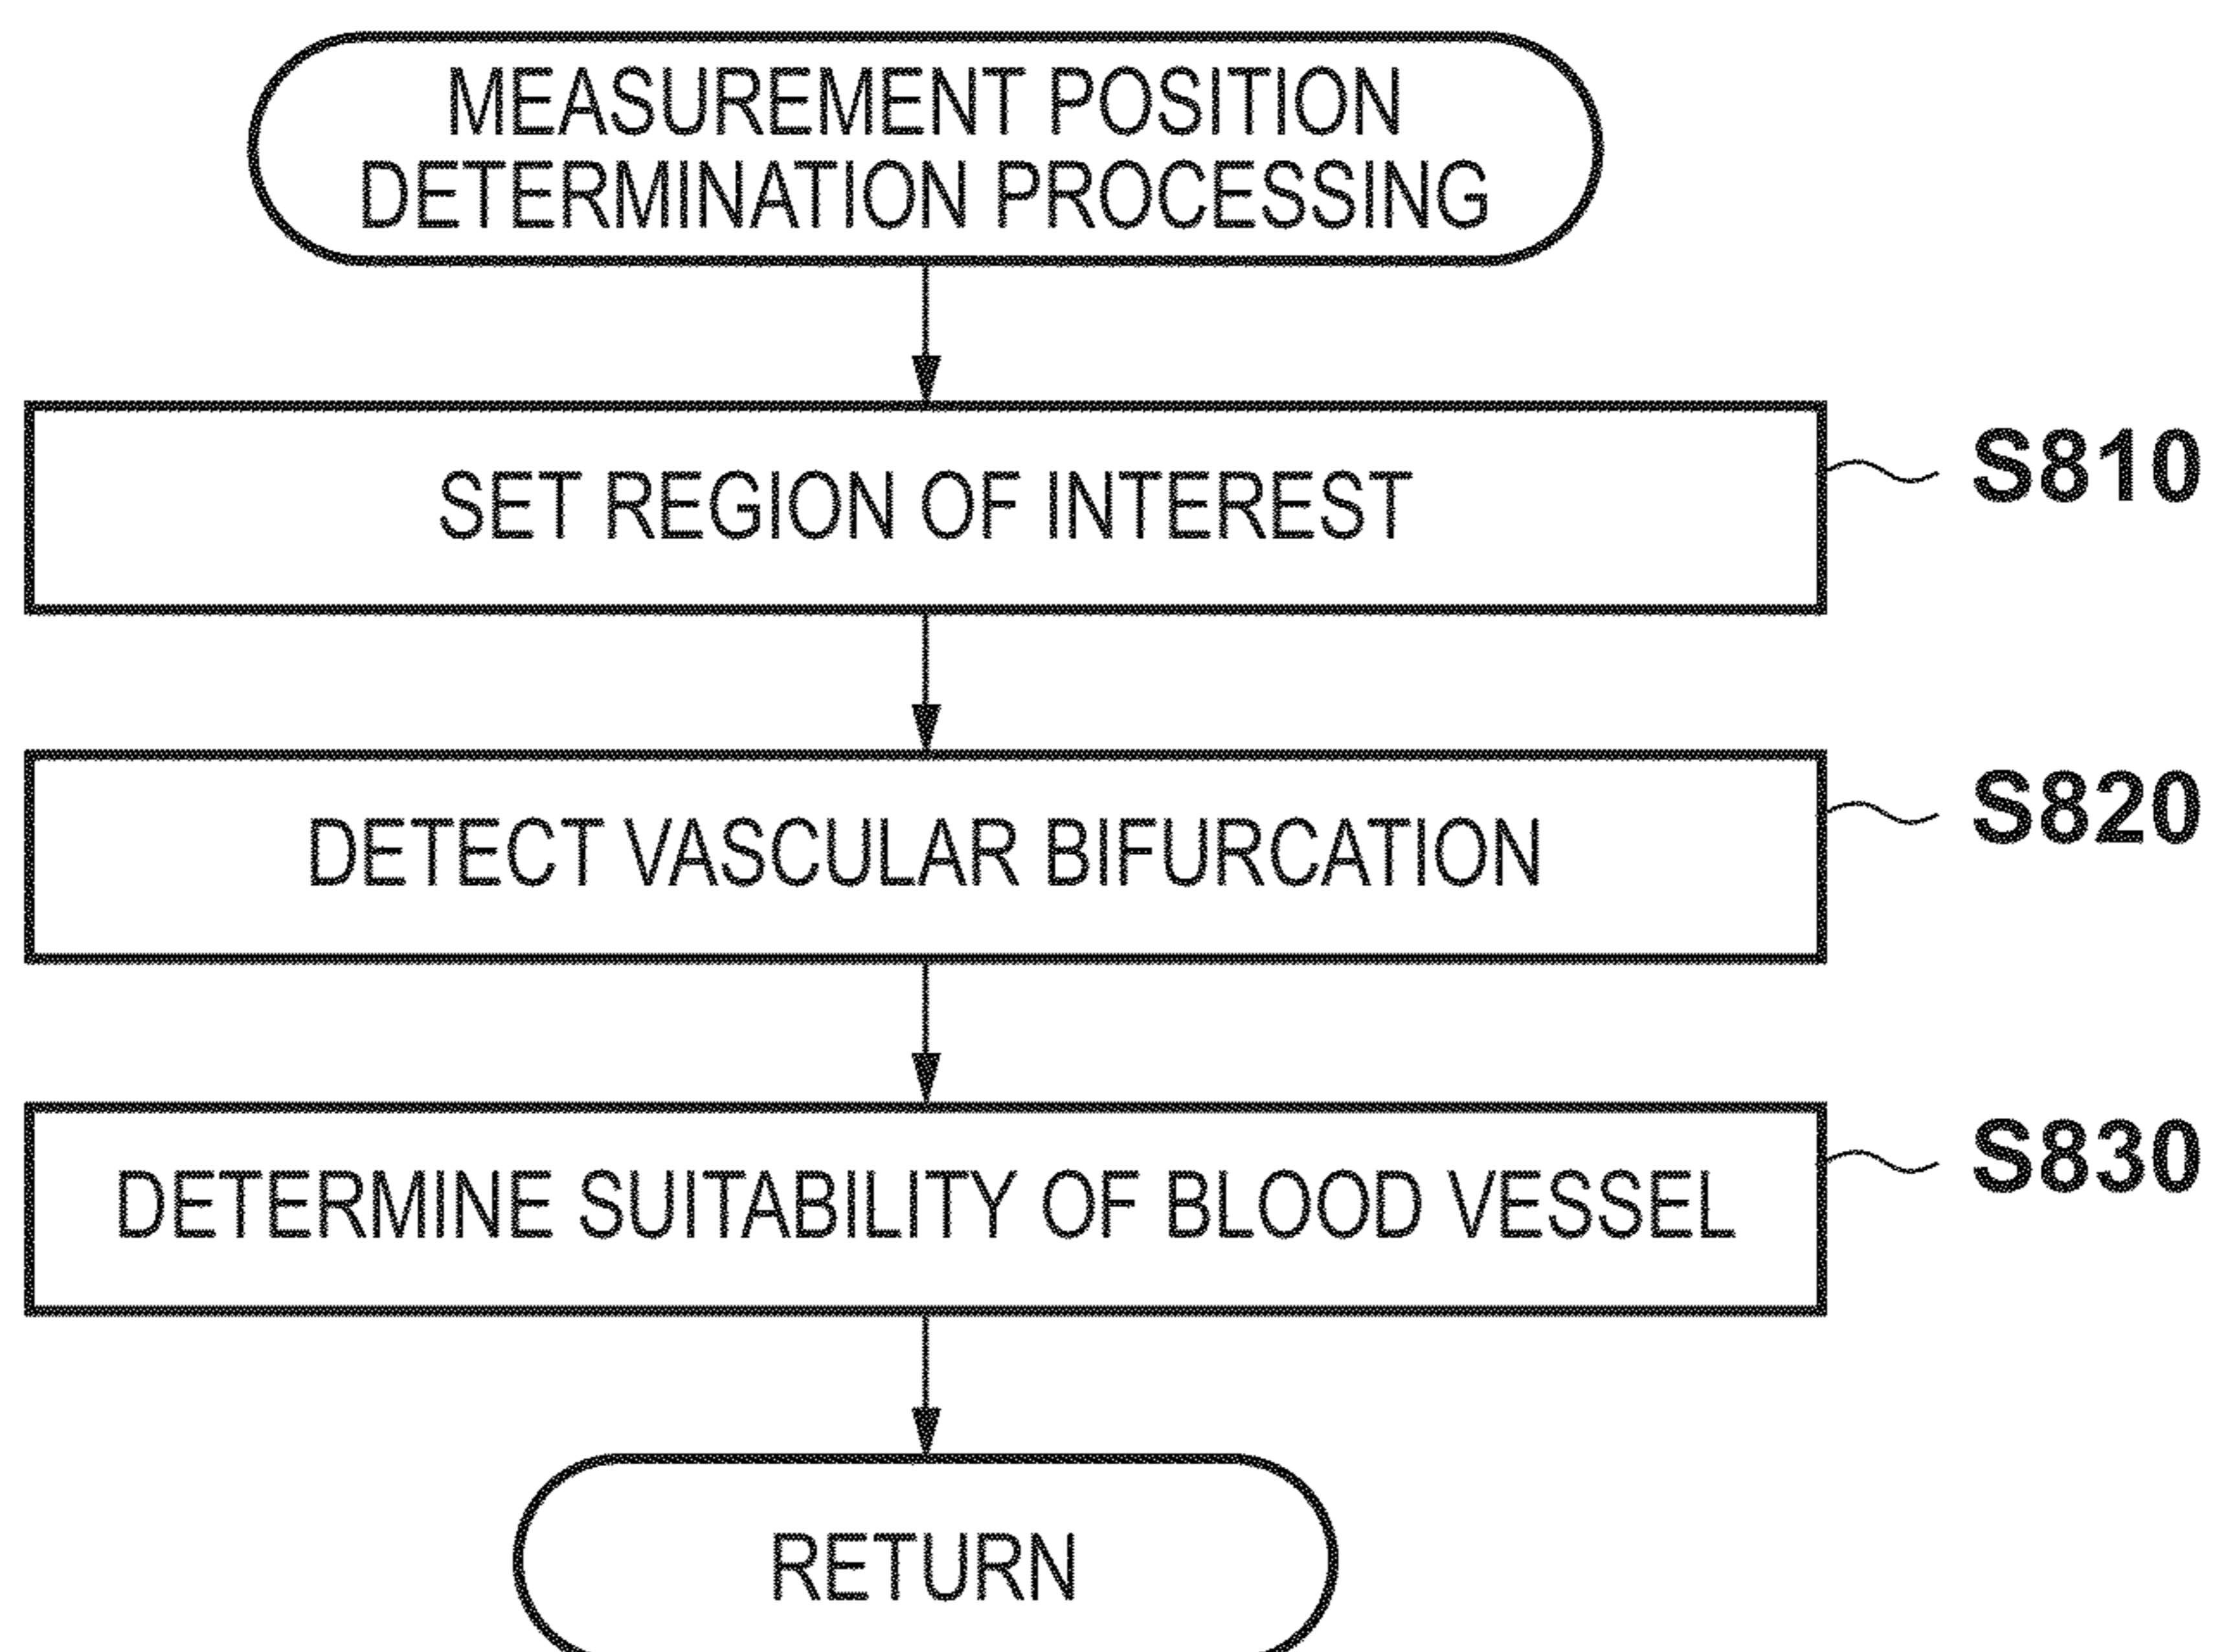 MEASUREMENT POSITION
DETERMINATION PROCESSING
SET REGION OF INTEREST
S810
DETECT VASCULAR BIFURCATION
S820
DETERMINE SUITABILITY OF BLOOD VESSEL
S830
RETURN